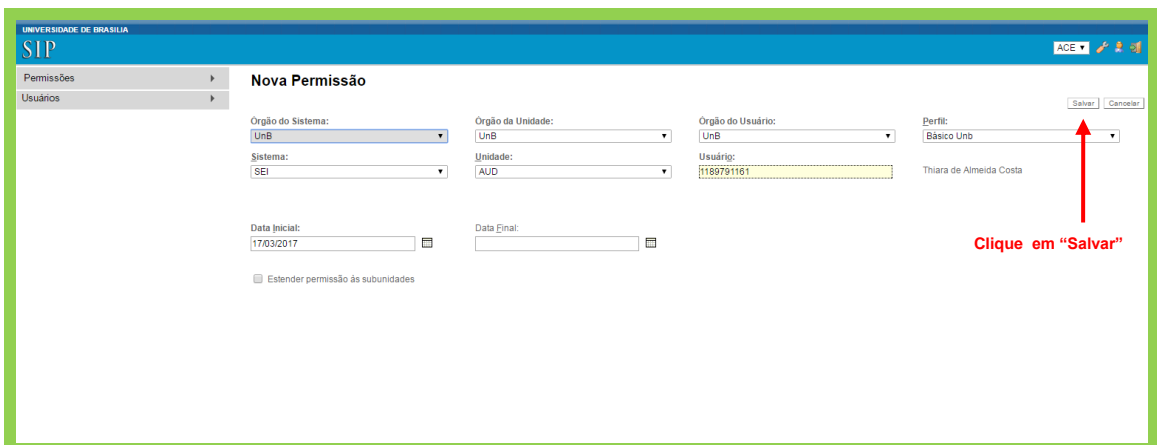 UNIVERSIDADE DE BRASILIA
SIP
ACE
Permissões
Usuários
Nova Permissão
Salvar Cancelar
Órgão do Sistema: Órgão da Unidade: Órgão do Usuário: Perfil:
UnB UnB UnB Básico Unb
Sistema: Unidade: Usuário:
SEI AUD 1189791161 Thiara de Almeida Costa
Data Inicial: Data Final:
17/03/2017
Clique em “Salvar”
Estender permissão às subunidades